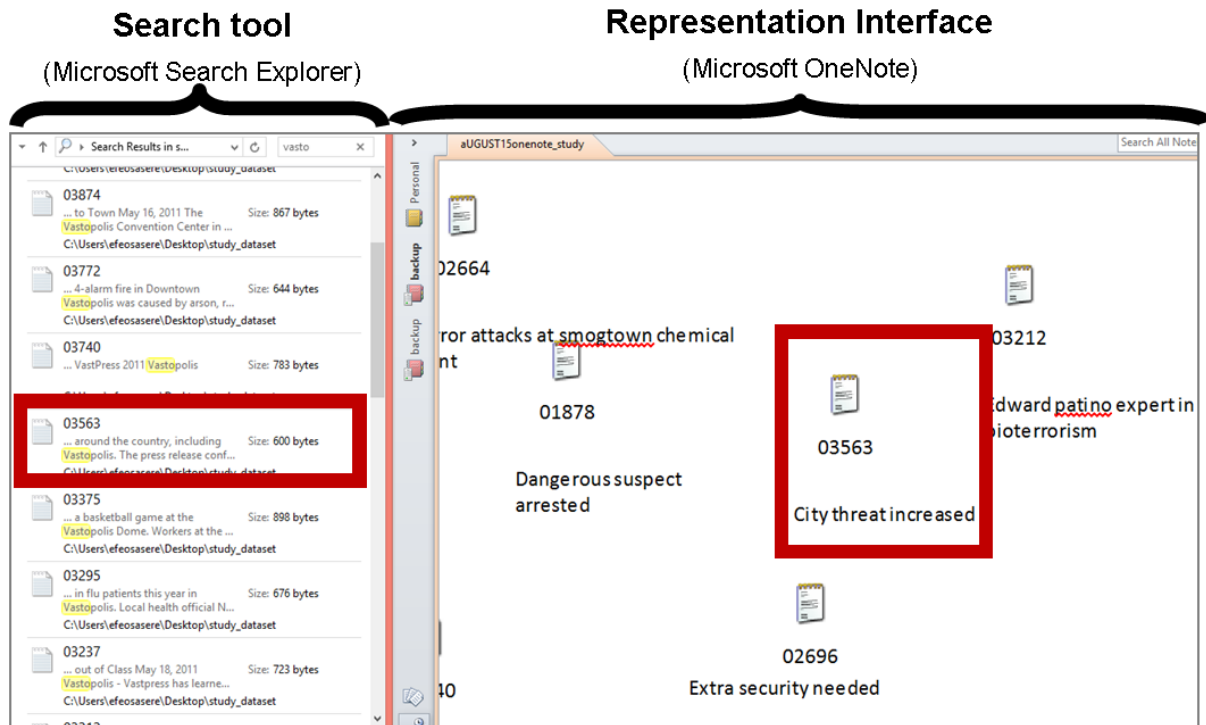 Search tool
(Microsoft Search Explorer)
Representation Interface
(Microsoft OneNote)
Search Results in s...
vasto
C:\Users\efeosasere\Desktop\study_dataset
03874
... to Town May 16, 2011 The
Size: 867 bytes
Vastopolis Convention Center in ...
C:\Users\efeosasere\Desktop\study_dataset
03772
... 4-alarm fire in Downtown
Size: 644 bytes
Vastopolis was caused by arson, r...
C:\Users\efeosasere\Desktop\study_dataset
03740
... VastPress 2011 Vastopolis
Size: 783 bytes
03563
... around the country, including
Size: 600 bytes
Vastopolis. The press release conf...
C:\Users\efeosasere\Desktop\study_dataset
03375
... a basketball game at the
Size: 898 bytes
Vastopolis Dome. Workers at the ...
C:\Users\efeosasere\Desktop\study_dataset
03295
... in flu patients this year in
Size: 676 bytes
Vastopolis. Local health official N...
C:\Users\efeosasere\Desktop\study_dataset
03237
... out of Class May 18, 2011
Size: 723 bytes
Vastopolis - Vastpress has learne...
C:\Users\efeosasere\Desktop\study_dataset
aUGUST15onenote_study
Search All Note
Personal
backup
backup
02664
ror attacks at smogtown chemical
nt
01878
Dangerous suspect
arrested
03563
City threat increased
03212
Edward patino expert in
bioterrorism
02696
Extra security needed
40